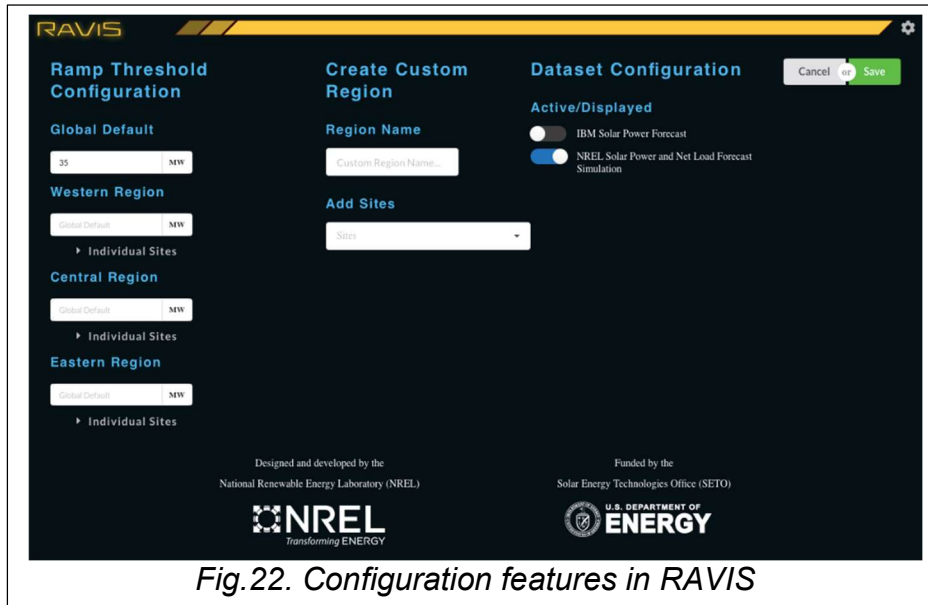 RAVIS
Ramp Threshold
Configuration
Global Default
35 MW
Western Region
Global Default MW
Individual Sites
Central Region
Global Default MW
Individual Sites
Eastern Region
Global Default MW
Individual Sites
Create Custom
Region
Region Name
Custom Region Name...
Add Sites
Sites
Dataset Configuration
Active/Displayed
IBM Solar Power Forecast
NREL Solar Power and Net Load Forecast
Simulation
Cancel or Save
Designed and developed by the
National Renewable Energy Laboratory (NREL)
NREL
Transforming ENERGY
Funded by the
Solar Energy Technologies Office (SETO)
U.S. DEPARTMENT OF
ENERGY
Fig.22. Configuration features in RAVIS